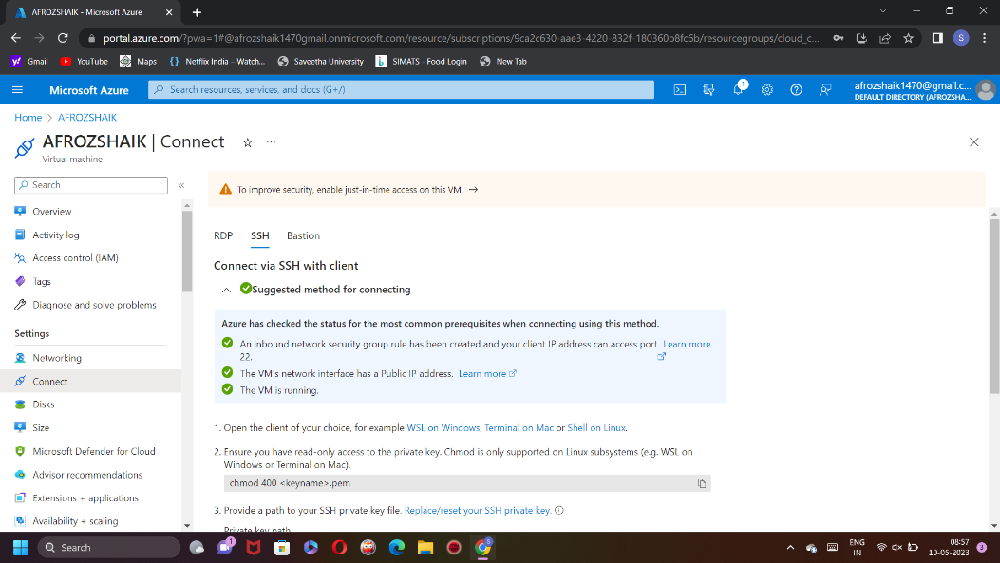 AFROZSHAIK - Microsoft Azure
portal.azure.com/?pwa=1#@afrozshaik1470gmail.onmicrosoft.com/resource/subscriptions/9ca2c630-aae3-4220-832f-180360b8fc6b/resourcegroups/cloud_c...
S
Gmail
YouTube
Maps
Netflix India – Watch...
Saveetha University
SIMATS - Food Login
New Tab
Microsoft Azure
Search resources, services, and docs (G+/)
1
afrozshaik1470@gmail.c...
DEFAULT DIRECTORY (AFROZSHA...
Home > AFROZSHAIK
AFROZSHAIK | Connect
Virtual machine
Search
Overview
Activity log
Access control (IAM)
Tags
Diagnose and solve problems
Settings
Networking
Connect
Disks
Size
Microsoft Defender for Cloud
Advisor recommendations
Extensions + applications
Availability + scaling
To improve security, enable just-in-time access on this VM. →
RDP SSH Bastion
Connect via SSH with client
Suggested method for connecting
Azure has checked the status for the most common prerequisites when connecting using this method.
An inbound network security group rule has been created and your client IP address can access port Learn more
22.
The VM's network interface has a Public IP address. Learn more
The VM is running.
1. Open the client of your choice, for example WSL on Windows, Terminal on Mac or Shell on Linux.
2. Ensure you have read-only access to the private key. Chmod is only supported on Linux subsystems (e.g. WSL on
Windows or Terminal on Mac).
chmod 400 <keyname>.pem
3. Provide a path to your SSH private key file. Replace/reset your SSH private key.
Private key path
Search
1
ENG
IN
08:57
10-05-2023
3